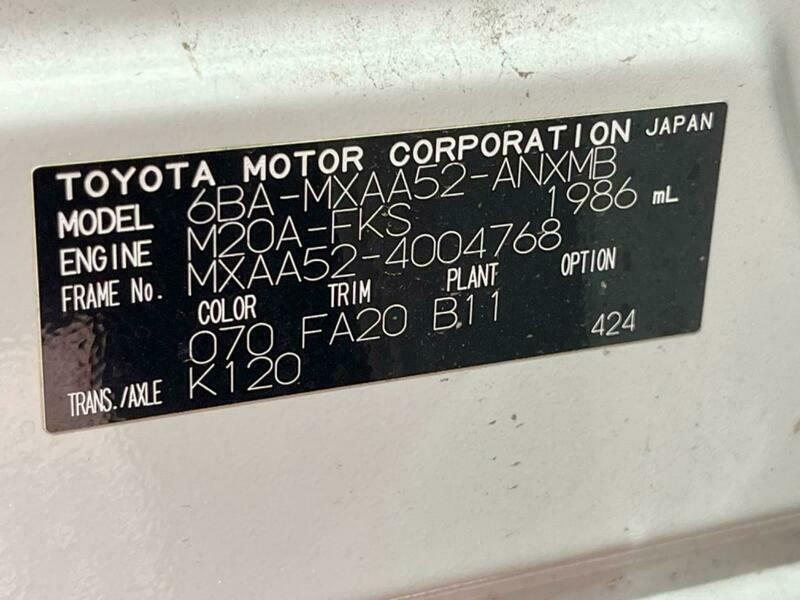 TOYOTA MOTOR CORPORATION JAPAN
MODEL 6BA-MXAA52-ANXMB
ENGINE M20A-FKS 1986 mL
FRAME No. MXAA52-4004768
COLOR TRIM PLANT OPTION
070 FA20 B11 424
TRANS./AXLE K120